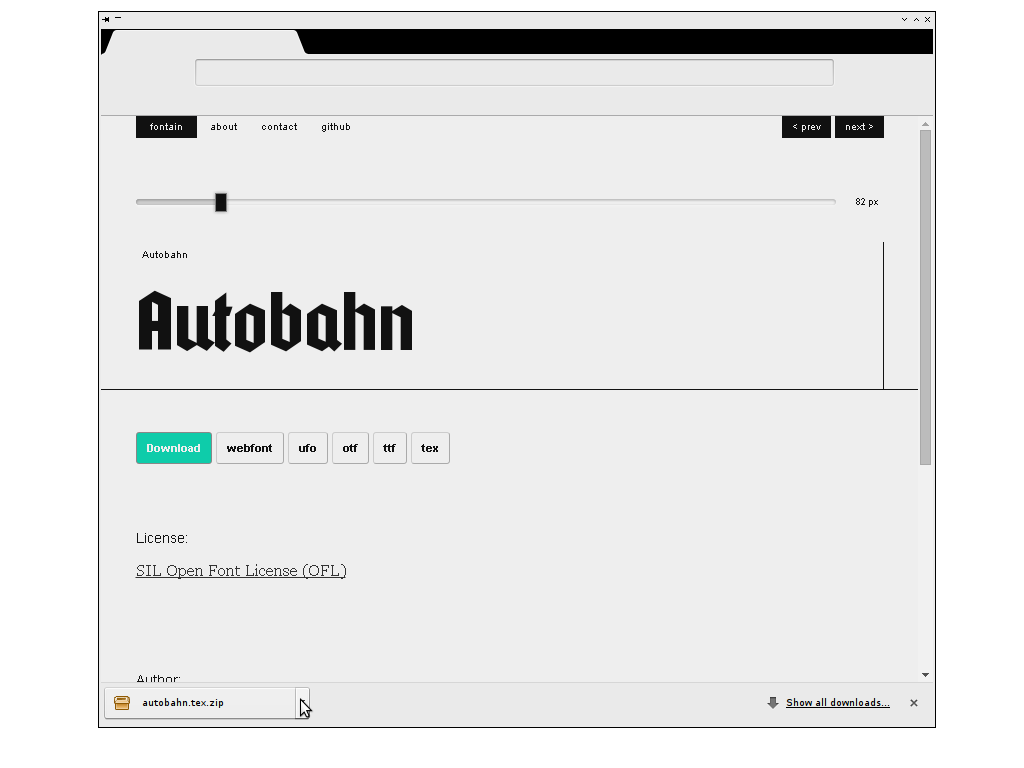 fontain about contact github < prev next >
82 px
Autobahn
Autobahn
Download webfont ufo otf ttf tex
License:
SIL Open Font License (OFL)
Author:
autobahn.tex.zip Show all downloads...